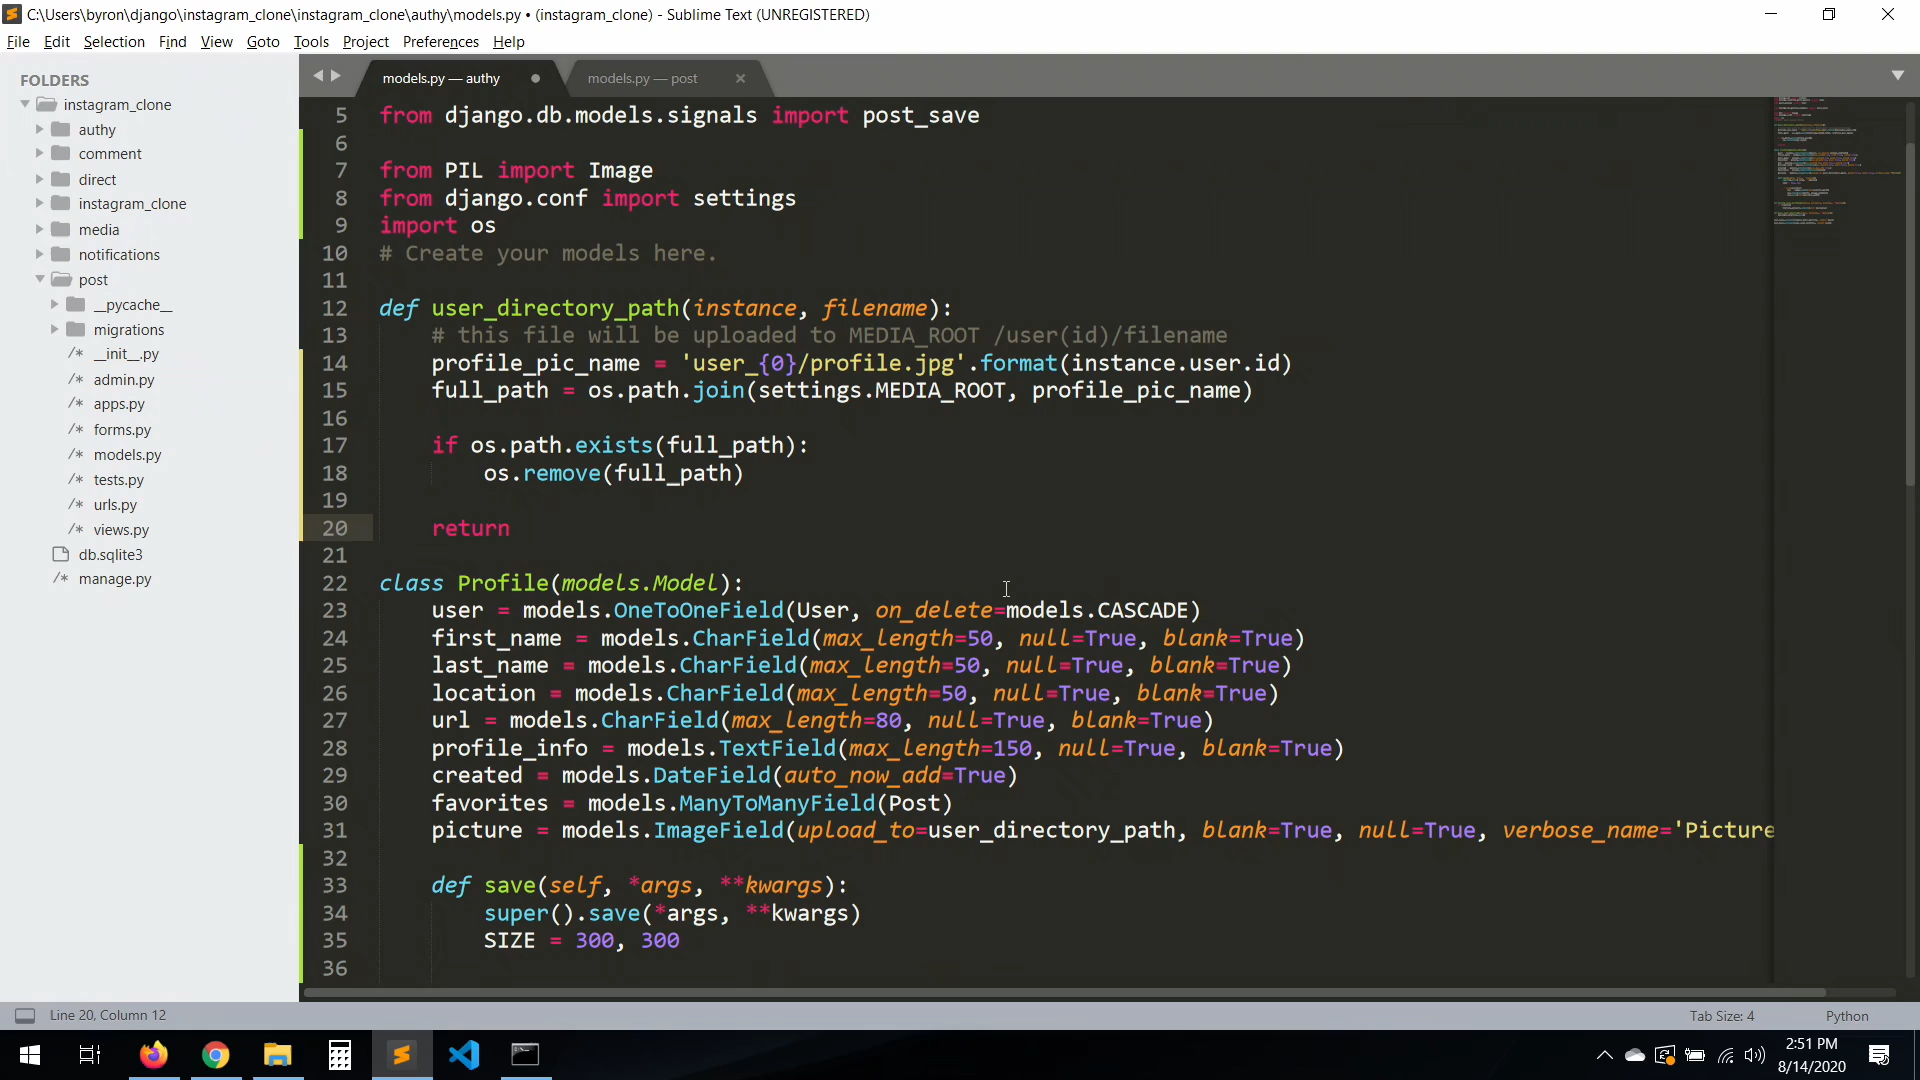 C:\Users\byron\django\instagram_clone\instagram_clone\authy\models.py • (instagram_clone) - Sublime Text (UNREGISTERED)
File Edit Selection Find View Goto Tools Project Preferences Help
FOLDERS
instagram_clone
authy
comment
direct
instagram_clone
media
notifications
post
__pycache__
migrations
/* __init__.py
/* admin.py
/* apps.py
/* forms.py
/* models.py
/* tests.py
/* urls.py
/* views.py
db.sqlite3
/* manage.py
models.py — authy
models.py — post
5 from django.db.models.signals import post_save
6
7 from PIL import Image
8 from django.conf import settings
9 import os
10 # Create your models here.
11
12 def user_directory_path(instance, filename):
13 # this file will be uploaded to MEDIA_ROOT /user(id)/filename
14 profile_pic_name = 'user_{0}/profile.jpg'.format(instance.user.id)
15 full_path = os.path.join(settings.MEDIA_ROOT, profile_pic_name)
16
17 if os.path.exists(full_path):
18 os.remove(full_path)
19
20 return
21
22 class Profile(models.Model):
23 user = models.OneToOneField(User, on_delete=models.CASCADE)
24 first_name = models.CharField(max_length=50, null=True, blank=True)
25 last_name = models.CharField(max_length=50, null=True, blank=True)
26 location = models.CharField(max_length=50, null=True, blank=True)
27 url = models.CharField(max_length=80, null=True, blank=True)
28 profile_info = models.TextField(max_length=150, null=True, blank=True)
29 created = models.DateField(auto_now_add=True)
30 favorites = models.ManyToManyField(Post)
31 picture = models.ImageField(upload_to=user_directory_path, blank=True, null=True, verbose_name='Picture
32
33 def save(self, *args, **kwargs):
34 super().save(*args, **kwargs)
35 SIZE = 300, 300
36
Line 20, Column 12
Tab Size: 4
Python
2:51 PM
8/14/2020